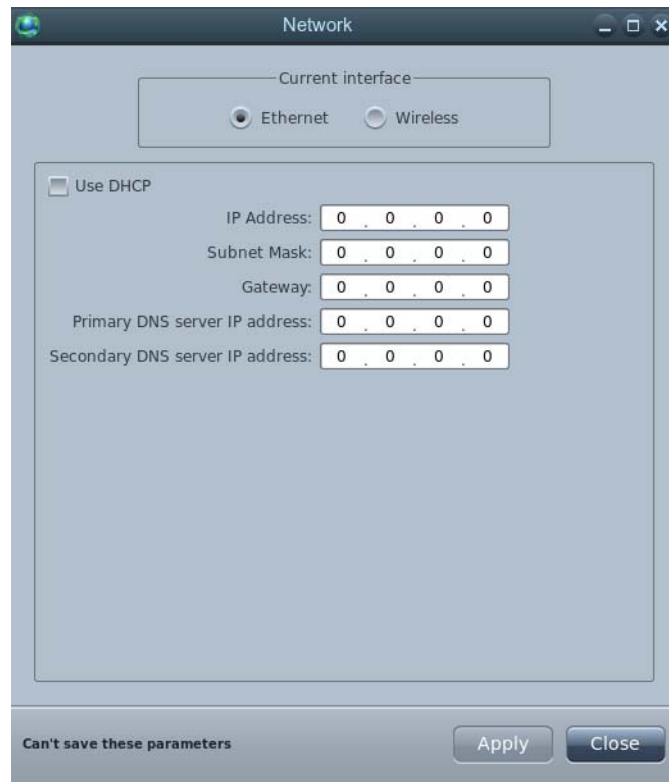 Network
Current interface
Ethernet Wireless
Use DHCP
IP Address: 0 . 0 . 0 . 0
Subnet Mask: 0 . 0 . 0 . 0
Gateway: 0 . 0 . 0 . 0
Primary DNS server IP address: 0 . 0 . 0 . 0
Secondary DNS server IP address: 0 . 0 . 0 . 0
Can't save these parameters Apply Close